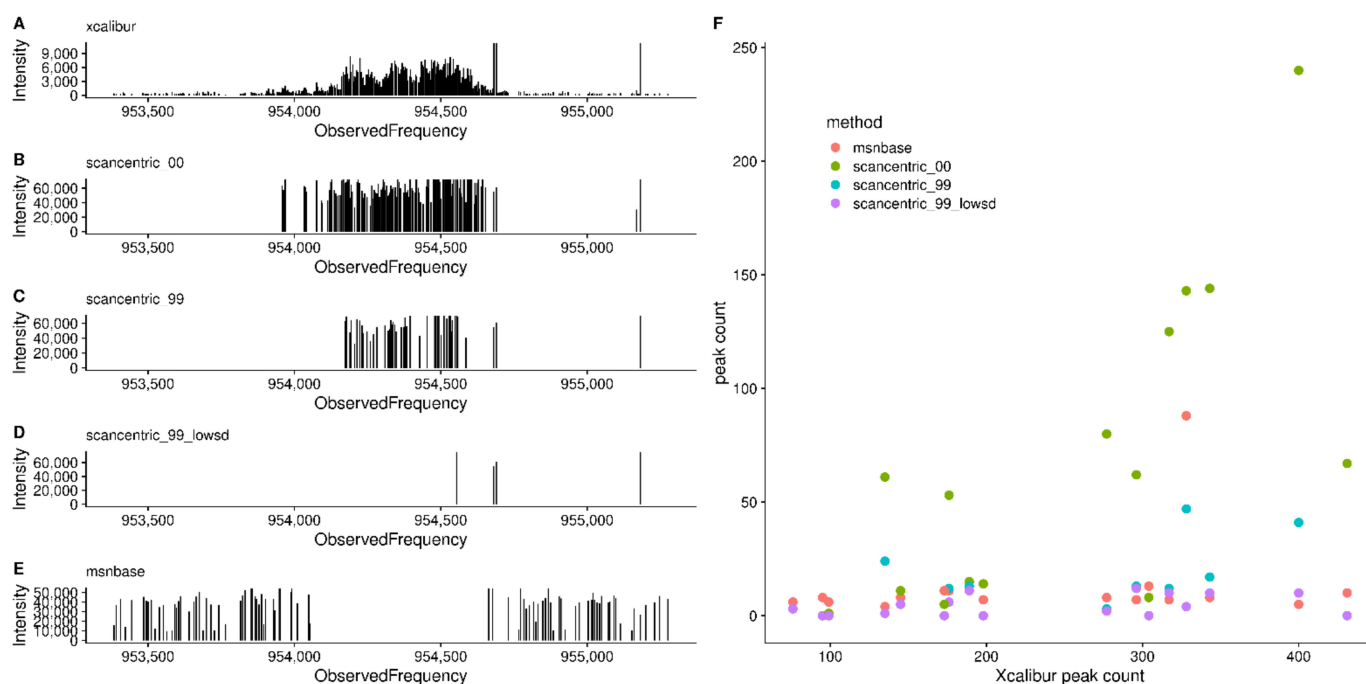 A
xcalibur
Intensity
9,000
6,000
3,000
0
953,500 954,000 954,500 955,000
ObservedFrequency
B
scancentric_00
Intensity
60,000
40,000
20,000
0
953,500 954,000 954,500 955,000
ObservedFrequency
C
scancentric_99
Intensity
60,000
40,000
20,000
0
953,500 954,000 954,500 955,000
ObservedFrequency
D
scancentric_99_lowsd
Intensity
60,000
40,000
20,000
0
953,500 954,000 954,500 955,000
ObservedFrequency
E
msnbase
Intensity
50,000
40,000
30,000
20,000
10,000
0
953,500 954,000 954,500 955,000
ObservedFrequency
F
peak count
250
200
150
100
50
0
method
msnbase
scancentric_00
scancentric_99
scancentric_99_lowsd
100 200 300 400
Xcalibur peak count